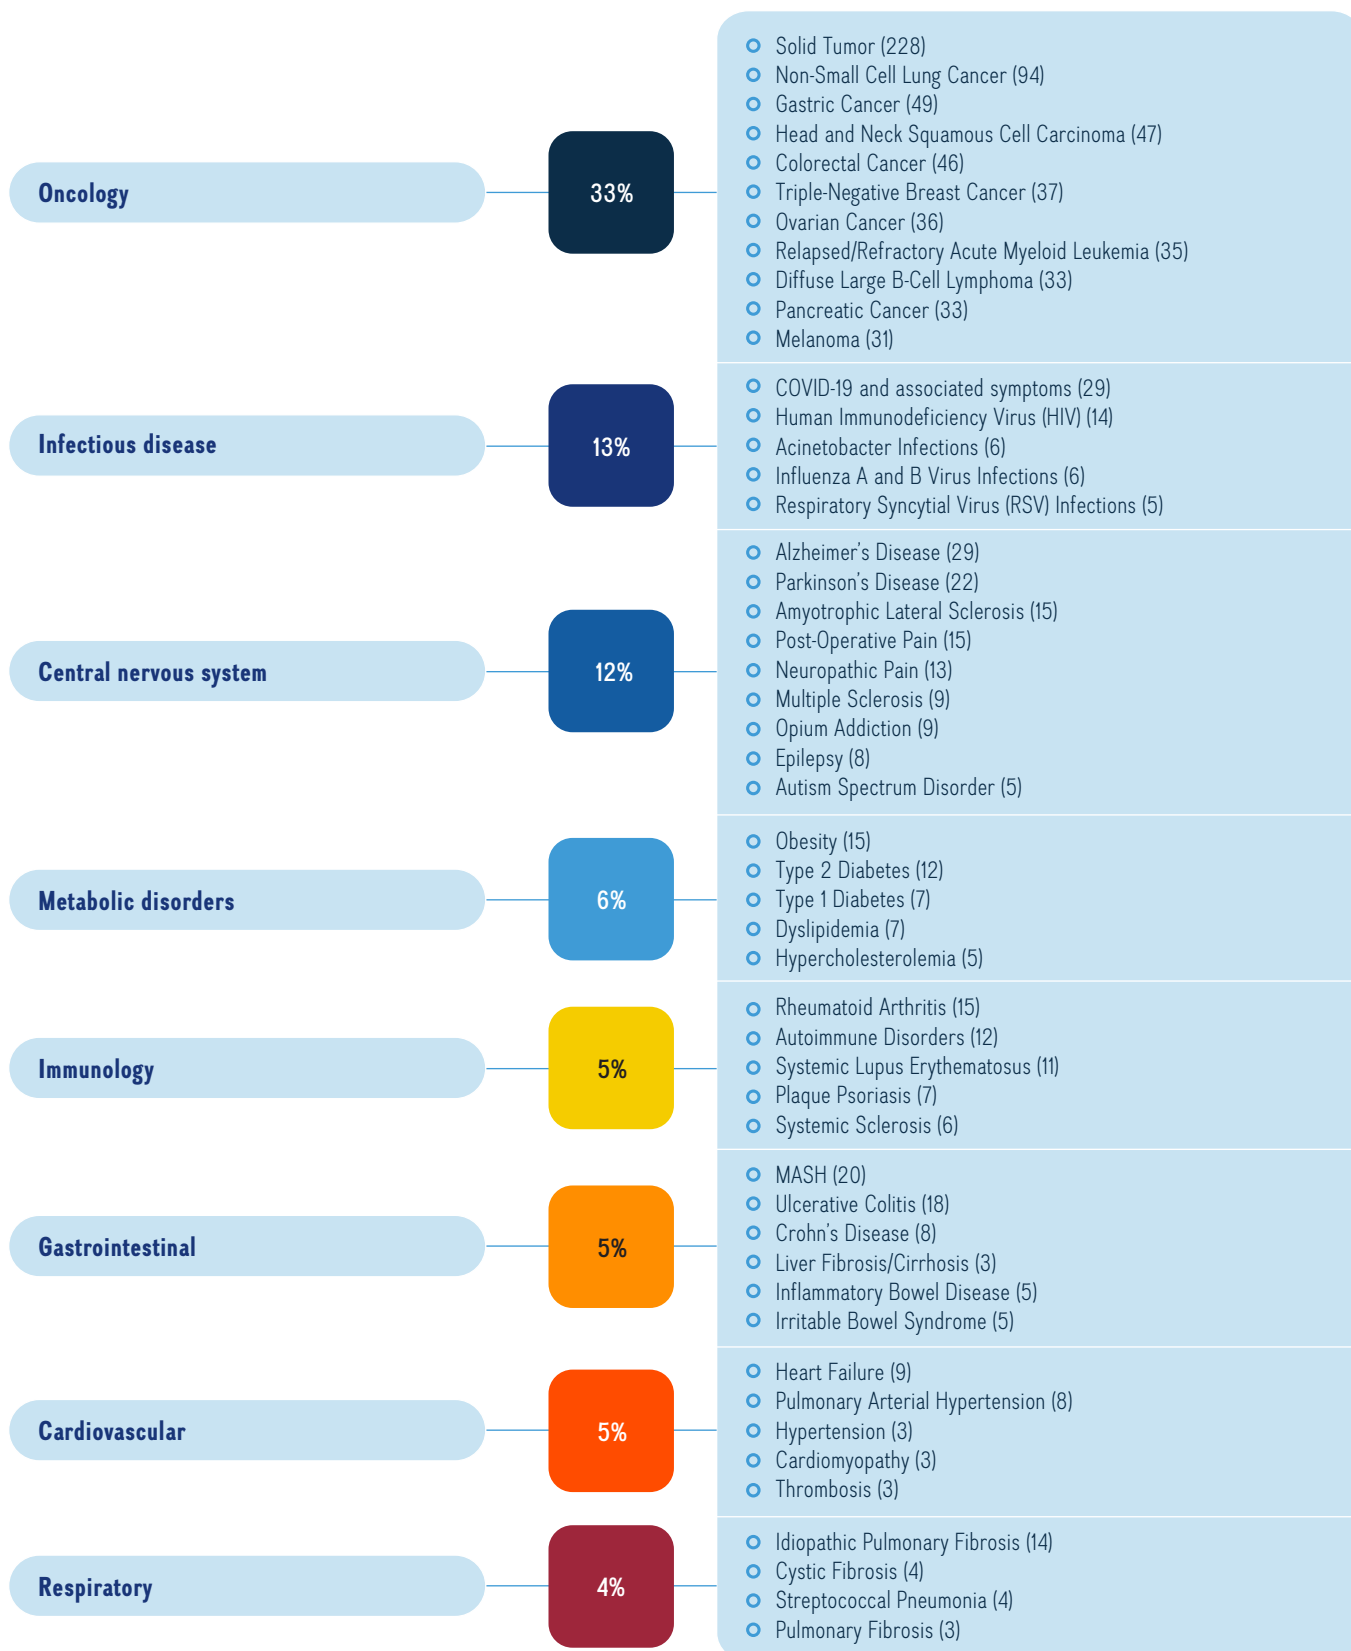 Oncology
33%
Solid Tumor (228)
Non-Small Cell Lung Cancer (94)
Gastric Cancer (49)
Head and Neck Squamous Cell Carcinoma (47)
Colorectal Cancer (46)
Triple-Negative Breast Cancer (37)
Ovarian Cancer (36)
Relapsed/Refractory Acute Myeloid Leukemia (35)
Diffuse Large B-Cell Lymphoma (33)
Pancreatic Cancer (33)
Melanoma (31)
Infectious disease
13%
COVID-19 and associated symptoms (29)
Human Immunodeficiency Virus (HIV) (14)
Acinetobacter Infections (6)
Influenza A and B Virus Infections (6)
Respiratory Syncytial Virus (RSV) Infections (5)
Central nervous system
12%
Alzheimer's Disease (29)
Parkinson's Disease (22)
Amyotrophic Lateral Sclerosis (15)
Post-Operative Pain (15)
Neuropathic Pain (13)
Multiple Sclerosis (9)
Opium Addiction (9)
Epilepsy (8)
Autism Spectrum Disorder (5)
Metabolic disorders
6%
Obesity (15)
Type 2 Diabetes (12)
Type 1 Diabetes (7)
Dyslipidemia (7)
Hypercholesterolemia (5)
Immunology
5%
Rheumatoid Arthritis (15)
Autoimmune Disorders (12)
Systemic Lupus Erythematosus (11)
Plaque Psoriasis (7)
Systemic Sclerosis (6)
Gastrointestinal
5%
MASH (20)
Ulcerative Colitis (18)
Crohn's Disease (8)
Liver Fibrosis/Cirrhosis (3)
Inflammatory Bowel Disease (5)
Irritable Bowel Syndrome (5)
Cardiovascular
5%
Heart Failure (9)
Pulmonary Arterial Hypertension (8)
Hypertension (3)
Cardiomyopathy (3)
Thrombosis (3)
Respiratory
4%
Idiopathic Pulmonary Fibrosis (14)
Cystic Fibrosis (4)
Streptococcal Pneumonia (4)
Pulmonary Fibrosis (3)